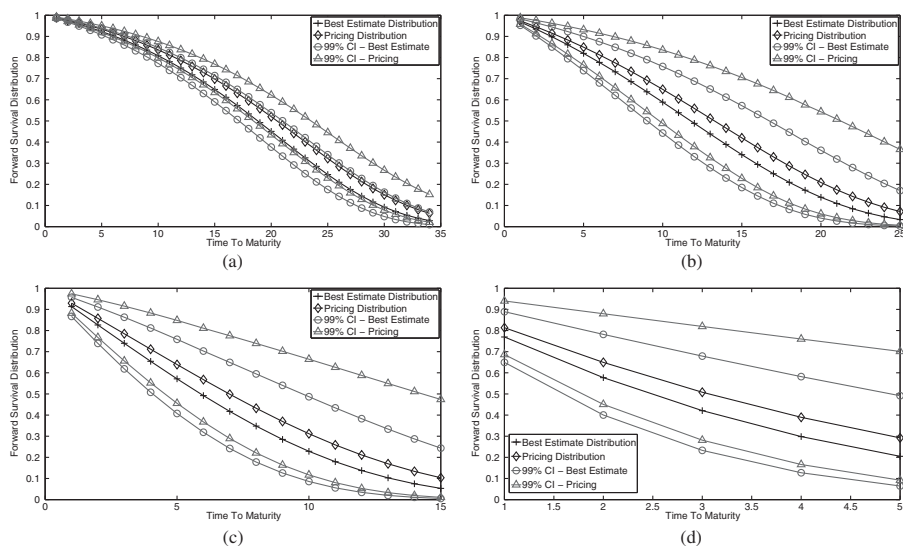 Forward Survival Distribution
1
0.9
0.8
0.7
0.6
0.5
0.4
0.3
0.2
0.1
0
Best Estimate Distribution
Pricing Distribution
99% CI – Best Estimate
99% CI – Pricing
0 5 10 15 20 25 30 35
Time To Maturity
(a)
Forward Survival Distribution
1
0.9
0.8
0.7
0.6
0.5
0.4
0.3
0.2
0.1
0
Best Estimate Distribution
Pricing Distribution
99% CI – Best Estimate
99% CI – Pricing
0 5 10 15 20 25
Time To Maturity
(b)
Forward Survival Distribution
1
0.9
0.8
0.7
0.6
0.5
0.4
0.3
0.2
0.1
0
Best Estimate Distribution
Pricing Distribution
99% CI – Best Estimate
99% CI – Pricing
5 10 15
Time To Maturity
(c)
Forward Survival Distribution
1
0.9
0.8
0.7
0.6
0.5
0.4
0.3
0.2
0.1
0
Best Estimate Distribution
Pricing Distribution
99% CI – Best Estimate
99% CI – Pricing
1 1.5 2 2.5 3 3.5 4 4.5 5
Time To Maturity
(d)